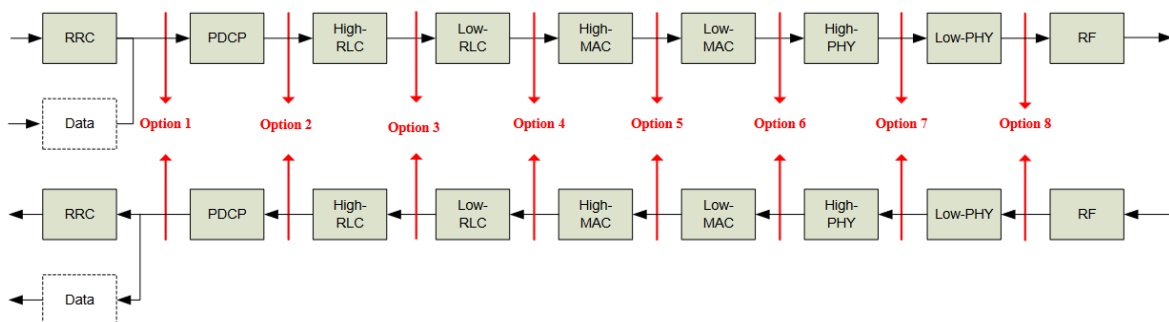 RRC
PDCP
High-
RLC
Low-
RLC
High-
MAC
Low-
MAC
High-
PHY
Low-PHY
RF
Data
Option 1
Option 2
Option 3
Option 4
Option 5
Option 6
Option 7
Option 8
RRC
PDCP
High-
RLC
Low-
RLC
High-
MAC
Low-
MAC
High-
PHY
Low-PHY
RF
Data